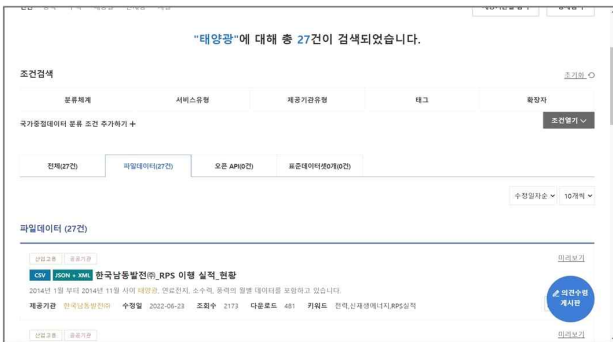 "태양광"에 대해 총 27건이 검색되었습니다.
조건검색
초기화
분류체계 서비스유형 제공기관유형 태그 확장자
국가중점데이터 분류 조건 추가하기 +
조건열기
전체(27건) 파일데이터(27건) 오픈 API(0건) 표준데이터셋0개(0건)
수정일자순 10개씩
파일데이터 (27건)
산업고용 공공기관 미리보기
CSV JSON + XML 한국남동발전㈜_RPS 이행 실적_현황
2014년 1월 부터 2014년 11월 사이 태양광, 연료전지, 소수력, 풍력의 월별 데이터를 포함하고 있습니다.
제공기관 한국남동발전㈜ 수정일 2022-06-23 조회수 2173 다운로드 481 키워드 전력,신재생에너지,RPS실적
의견수렴
게시판
산업고용 공공기관 미리보기